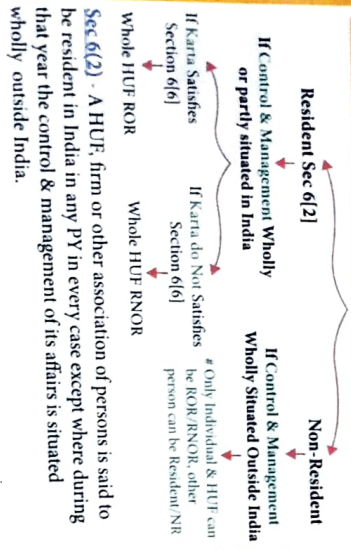 Resident Sec 6[2]
If Control & Management Wholly
or partly situated in India
If Karta Satisfies
Section 6[6]
Whole HUF ROR
If Karta do Not Satisfies
Section 6[6]
Whole HUF RNOR
Non-Resident
If Control & Management
Wholly Situated Outside India
# Only Individual & HUF can
be ROR/RNOR, other
person can be Resident/NR
Sec 6(2) - A HUF, firm or other association of persons is said to
be resident in India in any PY in every case except where during
that year the control & management of its affairs is situated
wholly outside India.